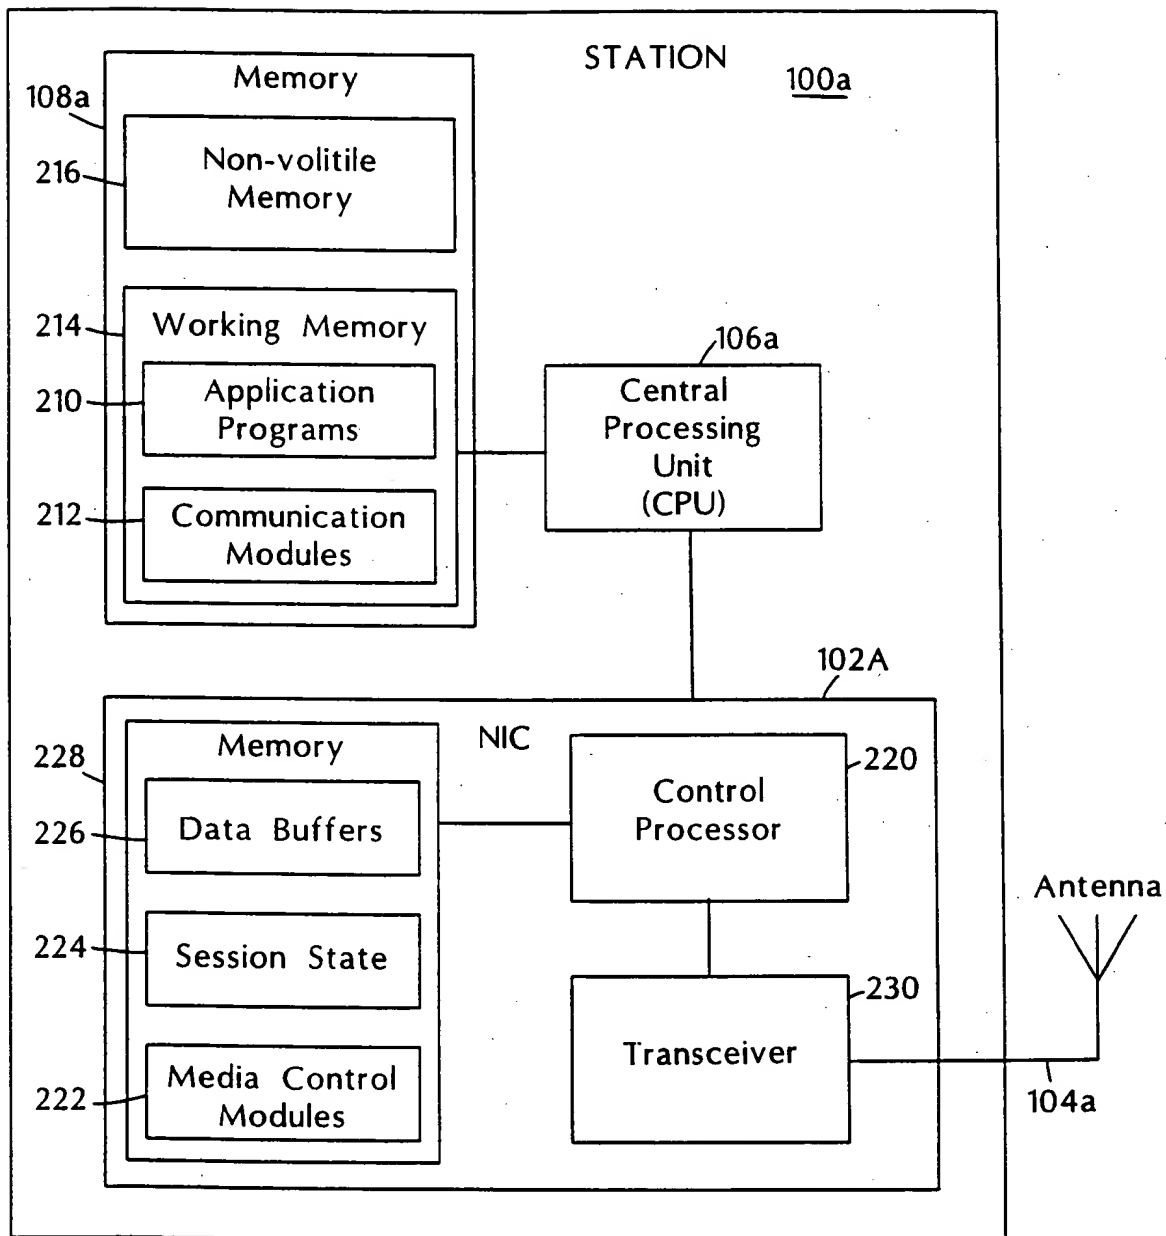 STATION
100a
108a
Memory
216
Non-volitile
Memory
214
Working Memory
210
Application
Programs
212
Communication
Modules
106a
Central
Processing
Unit
(CPU)
102A
NIC
228
Memory
226
Data Buffers
224
Session State
222
Media Control
Modules
220
Control
Processor
230
Transceiver
Antenna
104a